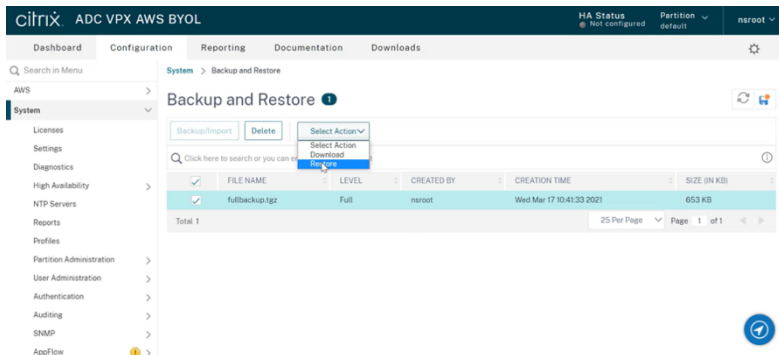 citrix. ADC VPX AWS BYOL
HA Status
Not configured
Partition
default
nsroot
Dashboard Configuration Reporting Documentation Downloads
Search in Menu
AWS
System
Licenses
Settings
Diagnostics
High Availability
NTP Servers
Reports
Profiles
Partition Administration
User Administration
Authentication
Auditing
SNMP
AppFlow
System > Backup and Restore
Backup and Restore 1
Backup/Import Delete Select Action
Select Action
Download
Restore
Click here to search or you can en
FILE NAME LEVEL CREATED BY CREATION TIME SIZE (IN KB)
fullbackup.tgz Full nsroot Wed Mar 17 10:41:33 2021 653 KB
Total 1 25 Per Page Page 1 of 1